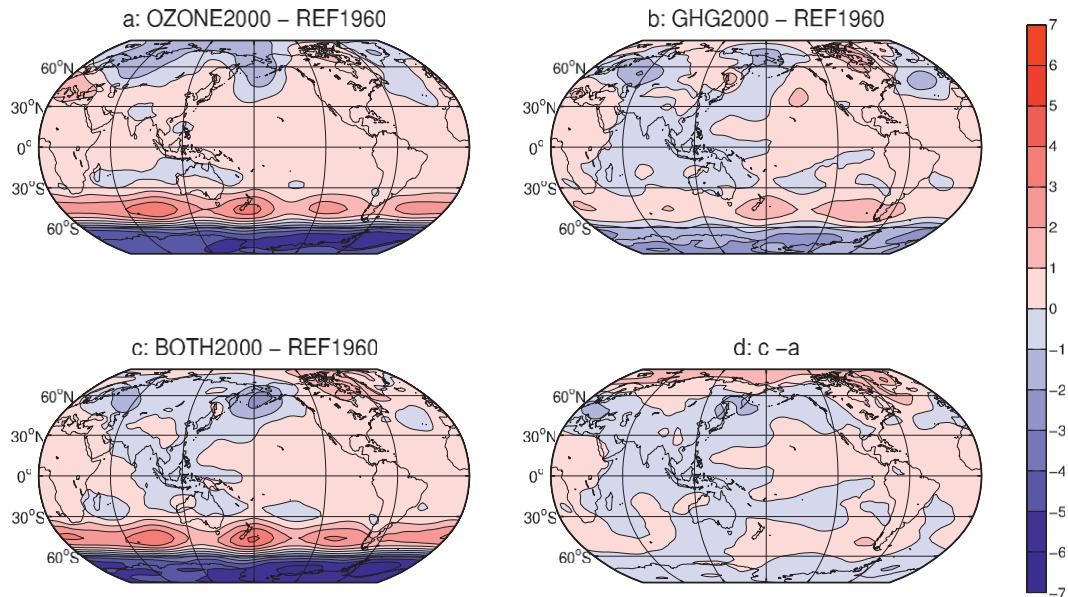 a: OZONE2000 – REF1960
b: GHG2000 – REF1960
60°N
30°N
0°
30°S
60°S
60°N
30°N
0°
30°S
60°S
c: BOTH2000 – REF1960
d: c –a
60°N
30°N
0°
30°S
60°S
60°N
30°N
0°
30°S
60°S
7
6
5
4
3
2
1
0
–1
–2
–3
–4
–5
–6
–7